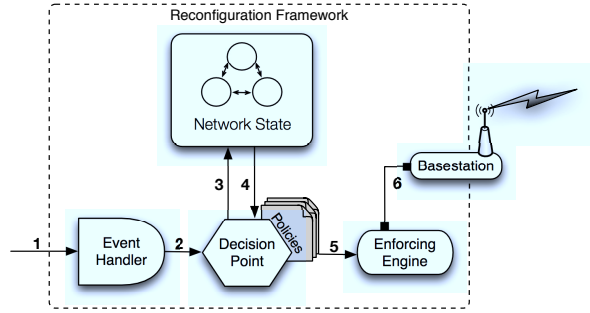 Reconfiguration Framework
Network State
3
4
6
Basestation
1
Event
Handler
2
Decision
Point
Policies
5
Enforcing
Engine